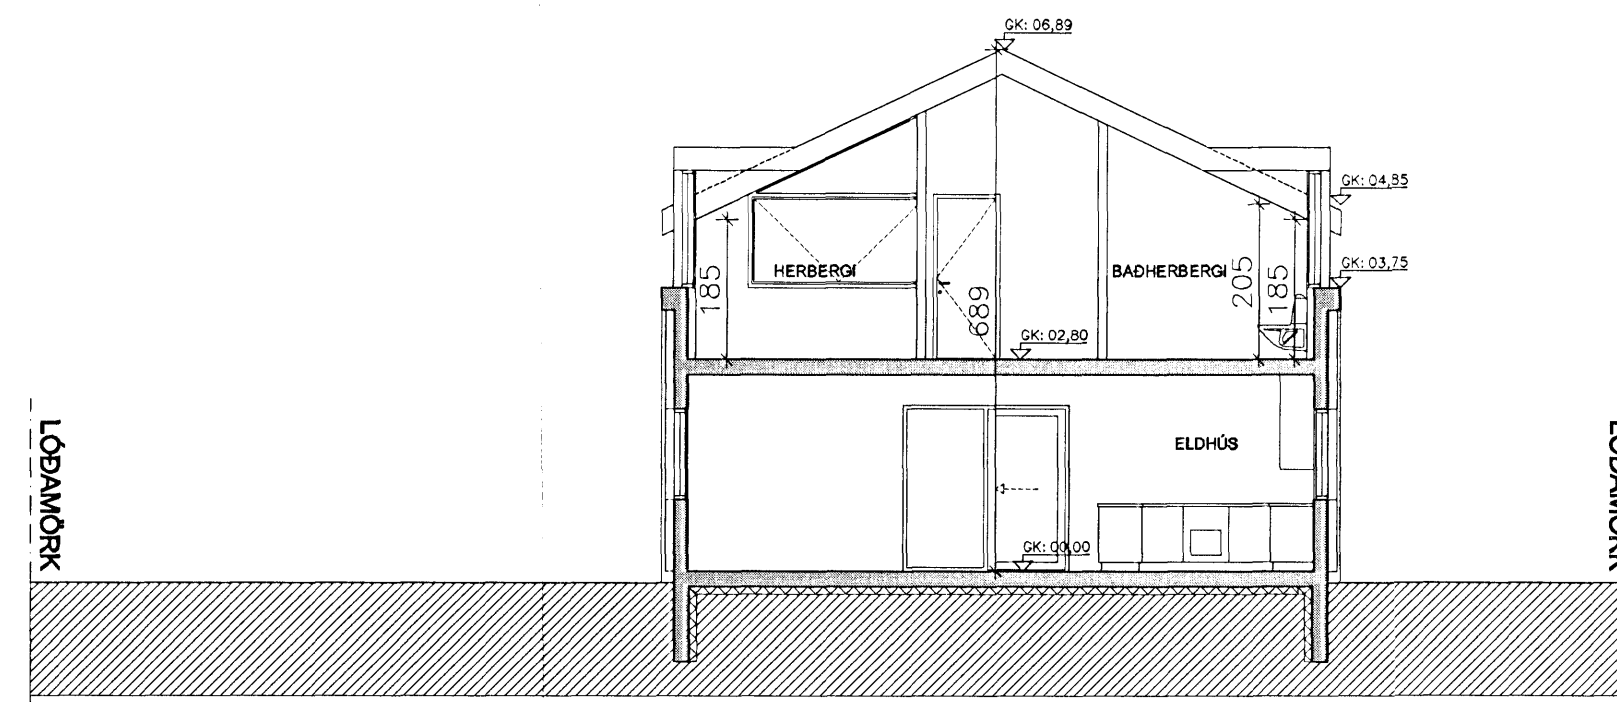 GK: 06,89
GK: 04,85
GK: 03,75
HERBERGI
BAÐHERBERGI
185
689
205
185
GK: 02,80
LÓÐAMÖRK
ELDHÚS
LÓÐAMÖRK
GK: 00,00